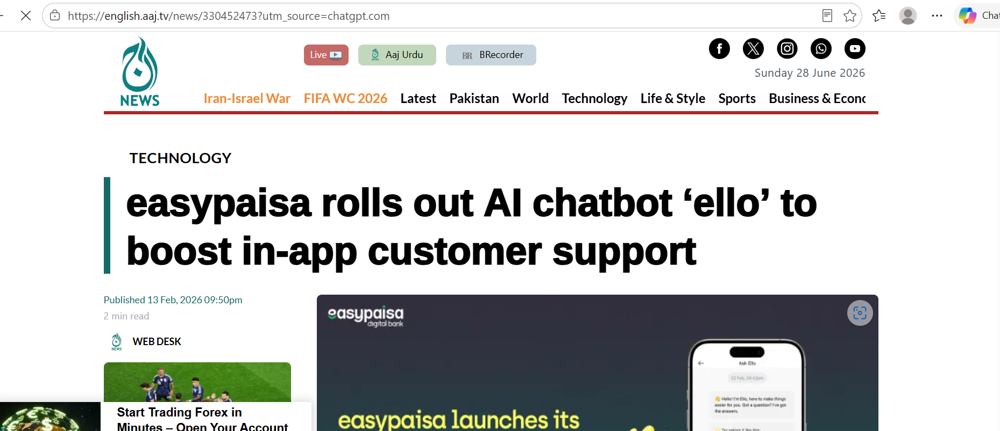 https://english.aaj.tv/news/330452473?utm_source=chatgpt.com
Live
Aaj Urdu
BR BRecorder
Sunday 28 June 2026
NEWS
Iran-Israel War FIFA WC 2026 Latest Pakistan World Technology Life & Style Sports Business & Econo
TECHNOLOGY
easypaisa rolls out AI chatbot ‘ello’ to
boost in-app customer support
Published 13 Feb, 2026 09:50pm
2 min read
NEWS
WEB DESK
easypaisa
digital bank
Ask Ello
02 Feb, 04:43pm
Hello! I'm Ello, here to make things
easier for you. Got a question? I've got
the answers.
Try asking it like this:
easypaisa launches its
Start Trading Forex in
Minutes – Open Your Account